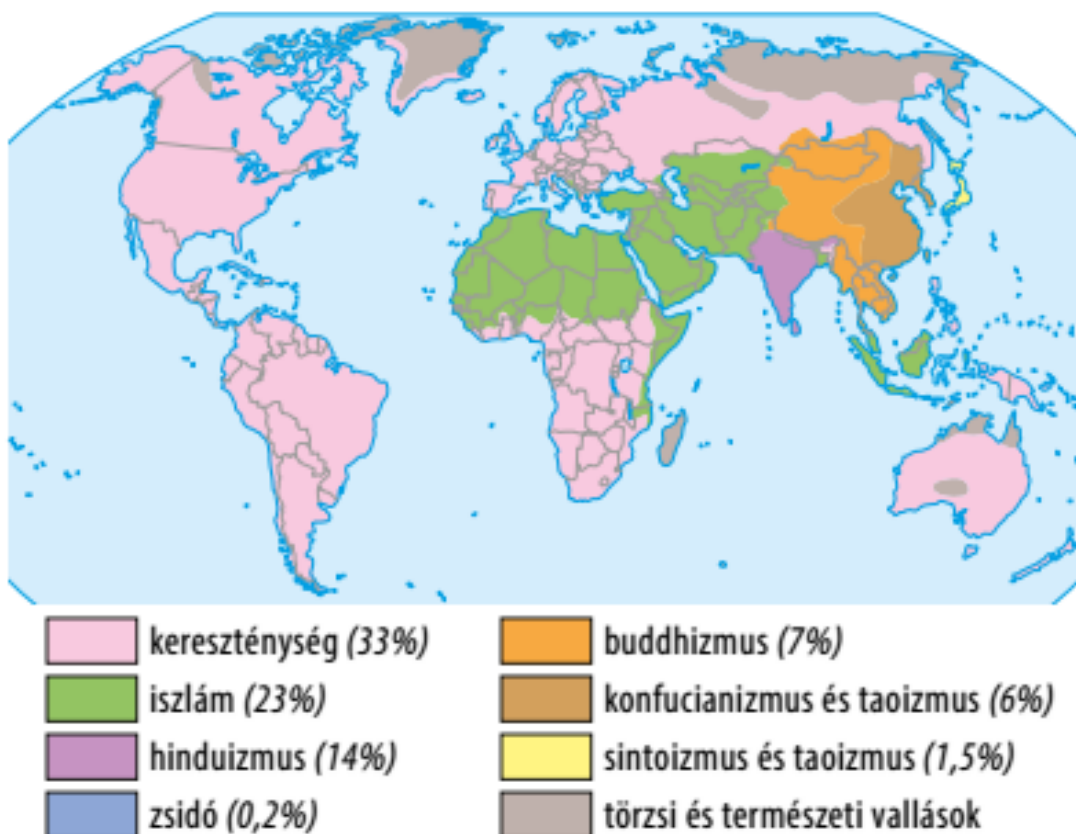 kereszténység (33%)
iszlám (23%)
hinduizmus (14%)
zsidó (0,2%)
buddhizmus (7%)
konfucianizmus és taoizmus (6%)
sintoizmus és taoizmus (1,5%)
törzsi és természeti vallások